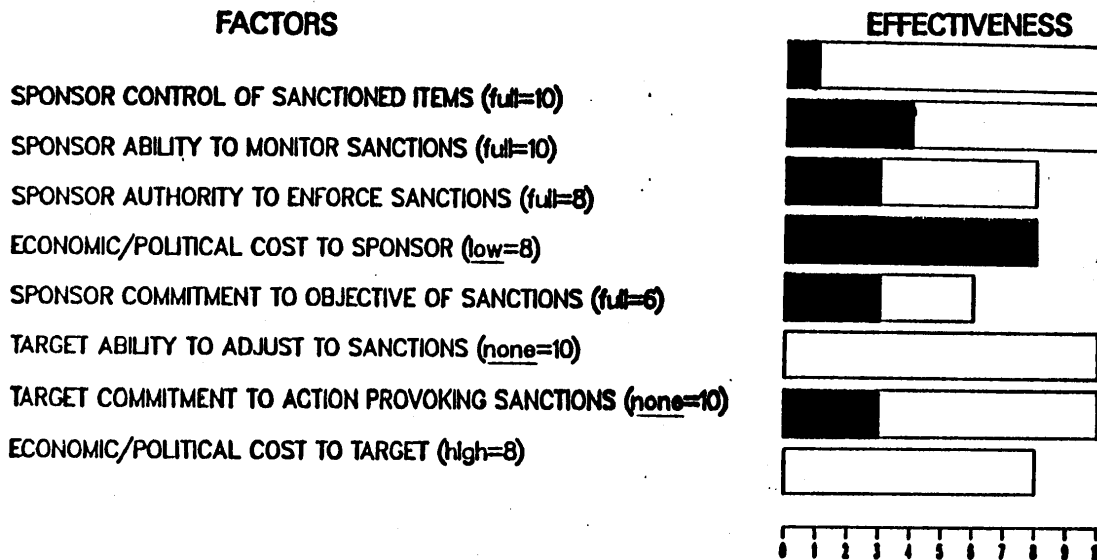 FACTORS
EFFECTIVENESS
SPONSOR CONTROL OF SANCTIONED ITEMS (full=10)
SPONSOR ABILITY TO MONITOR SANCTIONS (full=10)
SPONSOR AUTHORITY TO ENFORCE SANCTIONS (full=8)
ECONOMIC/POLITICAL COST TO SPONSOR (low=8)
SPONSOR COMMITMENT TO OBJECTIVE OF SANCTIONS (full=6)
TARGET ABILITY TO ADJUST TO SANCTIONS (none=10)
TARGET COMMITMENT TO ACTION PROVOKING SANCTIONS (none=10)
ECONOMIC/POLITICAL COST TO TARGET (high=8)
0 1 2 3 4 5 6 7 8 9